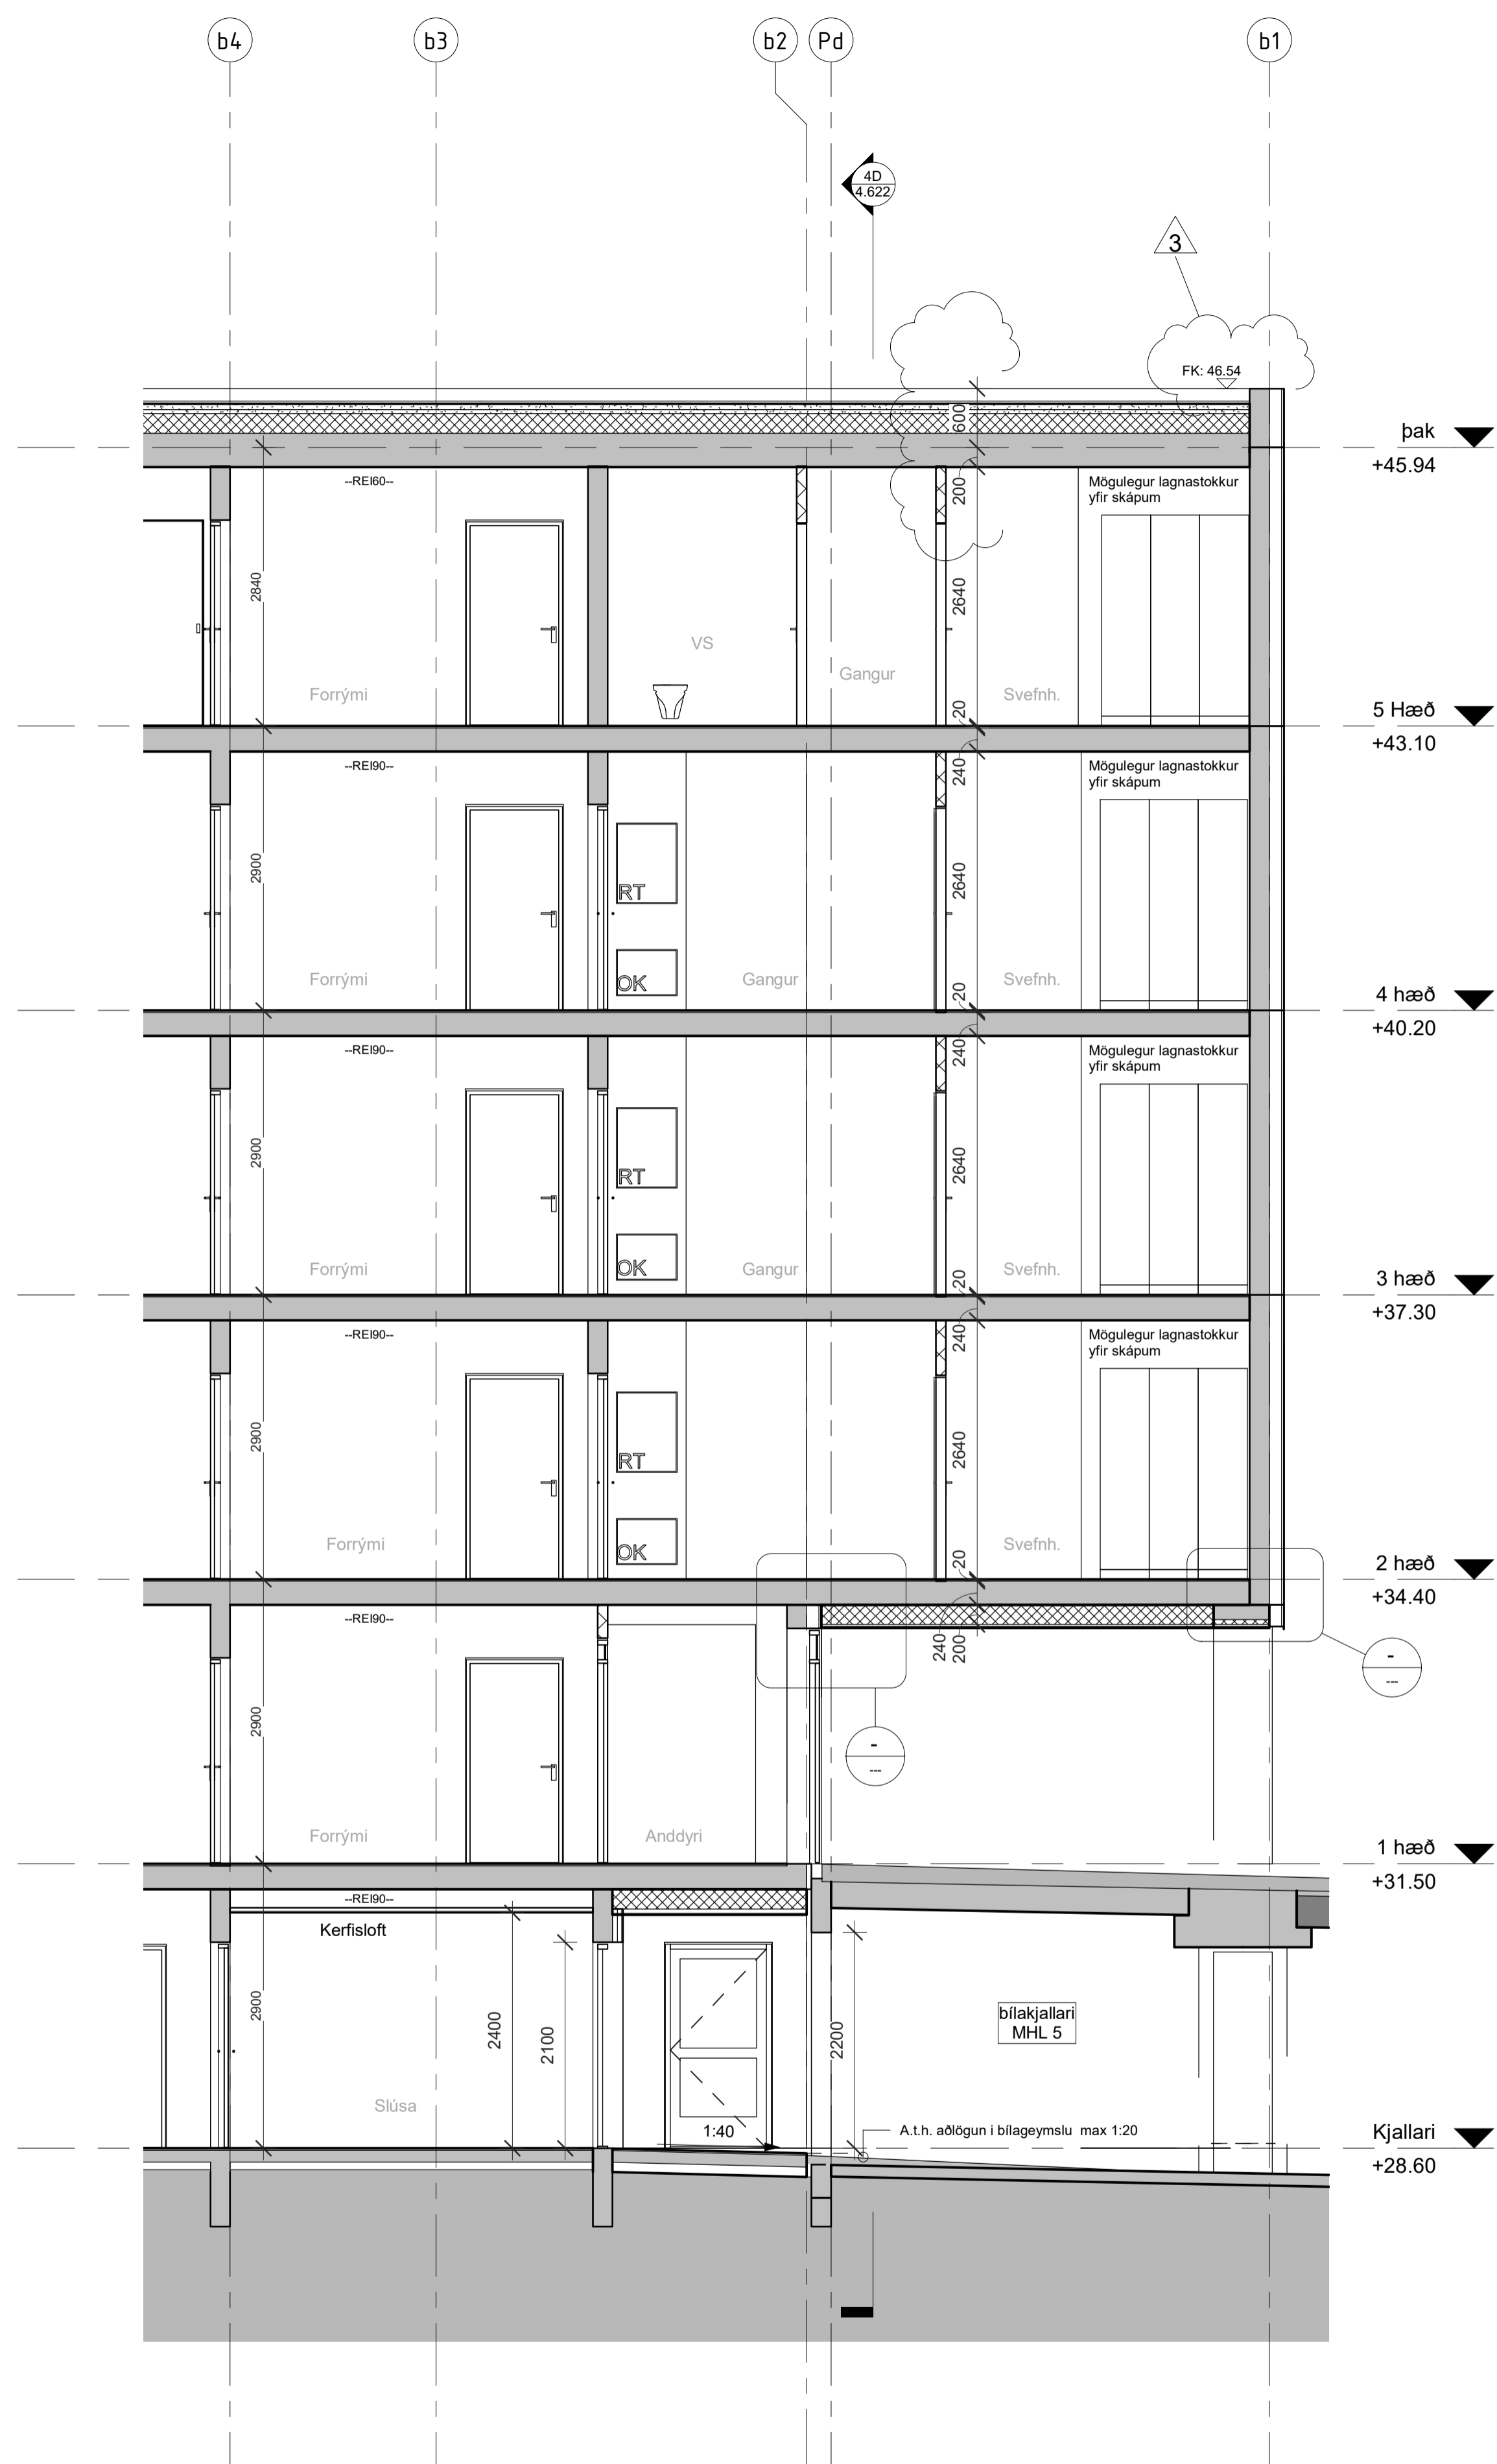 b4
b3
b2
Pd
b1
4D
4.622
3
FK: 46.54
600
þak
+45.94
--REI60--
200
Mögulegur lagnastokkur
yfir skápum
2840
2640
VS
Gangur
Forrými
Svefnh.
20
5 Hæð
+43.10
--REI90--
240
Mögulegur lagnastokkur
yfir skápum
2900
2640
RT
OK
Forrými
Gangur
Svefnh.
20
4 hæð
+40.20
--REI90--
240
Mögulegur lagnastokkur
yfir skápum
2900
2640
RT
OK
Forrými
Gangur
Svefnh.
20
3 hæð
+37.30
--REI90--
240
Mögulegur lagnastokkur
yfir skápum
2900
2640
RT
OK
Forrými
Svefnh.
20
2 hæð
+34.40
--REI90--
240
200
-
---
2900
-
---
Forrými
Anddyri
1 hæð
+31.50
--REI90--
Kerfisloft
2900
2400
2100
2200
bílakjallari
MHL 5
Slúsa
1:40
A.t.h. aðlögun i bílageymslu max 1:20
Kjallari
+28.60